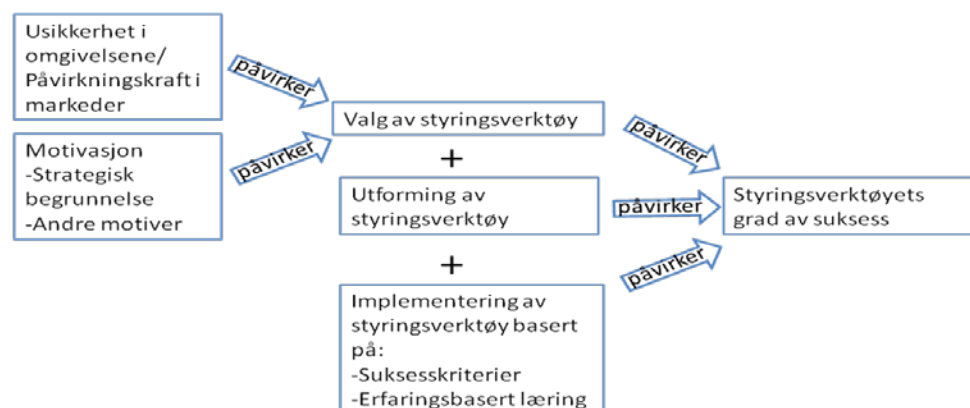 Usikkerhet i
omgivelsene/
Påvirkningskraft i
markeder
påvirker
Motivasjon
-Strategisk
begrunnelse
-Andre motiver
påvirker
Valg av styringsverktøy
+
Utforming av
styringsverktøy
+
Implementering av
styringsverktøy basert
på:
-Suksesskriterier
-Erfaringsbasert læring
påvirker
påvirker
påvirker
Styringsverktøyets
grad av suksess